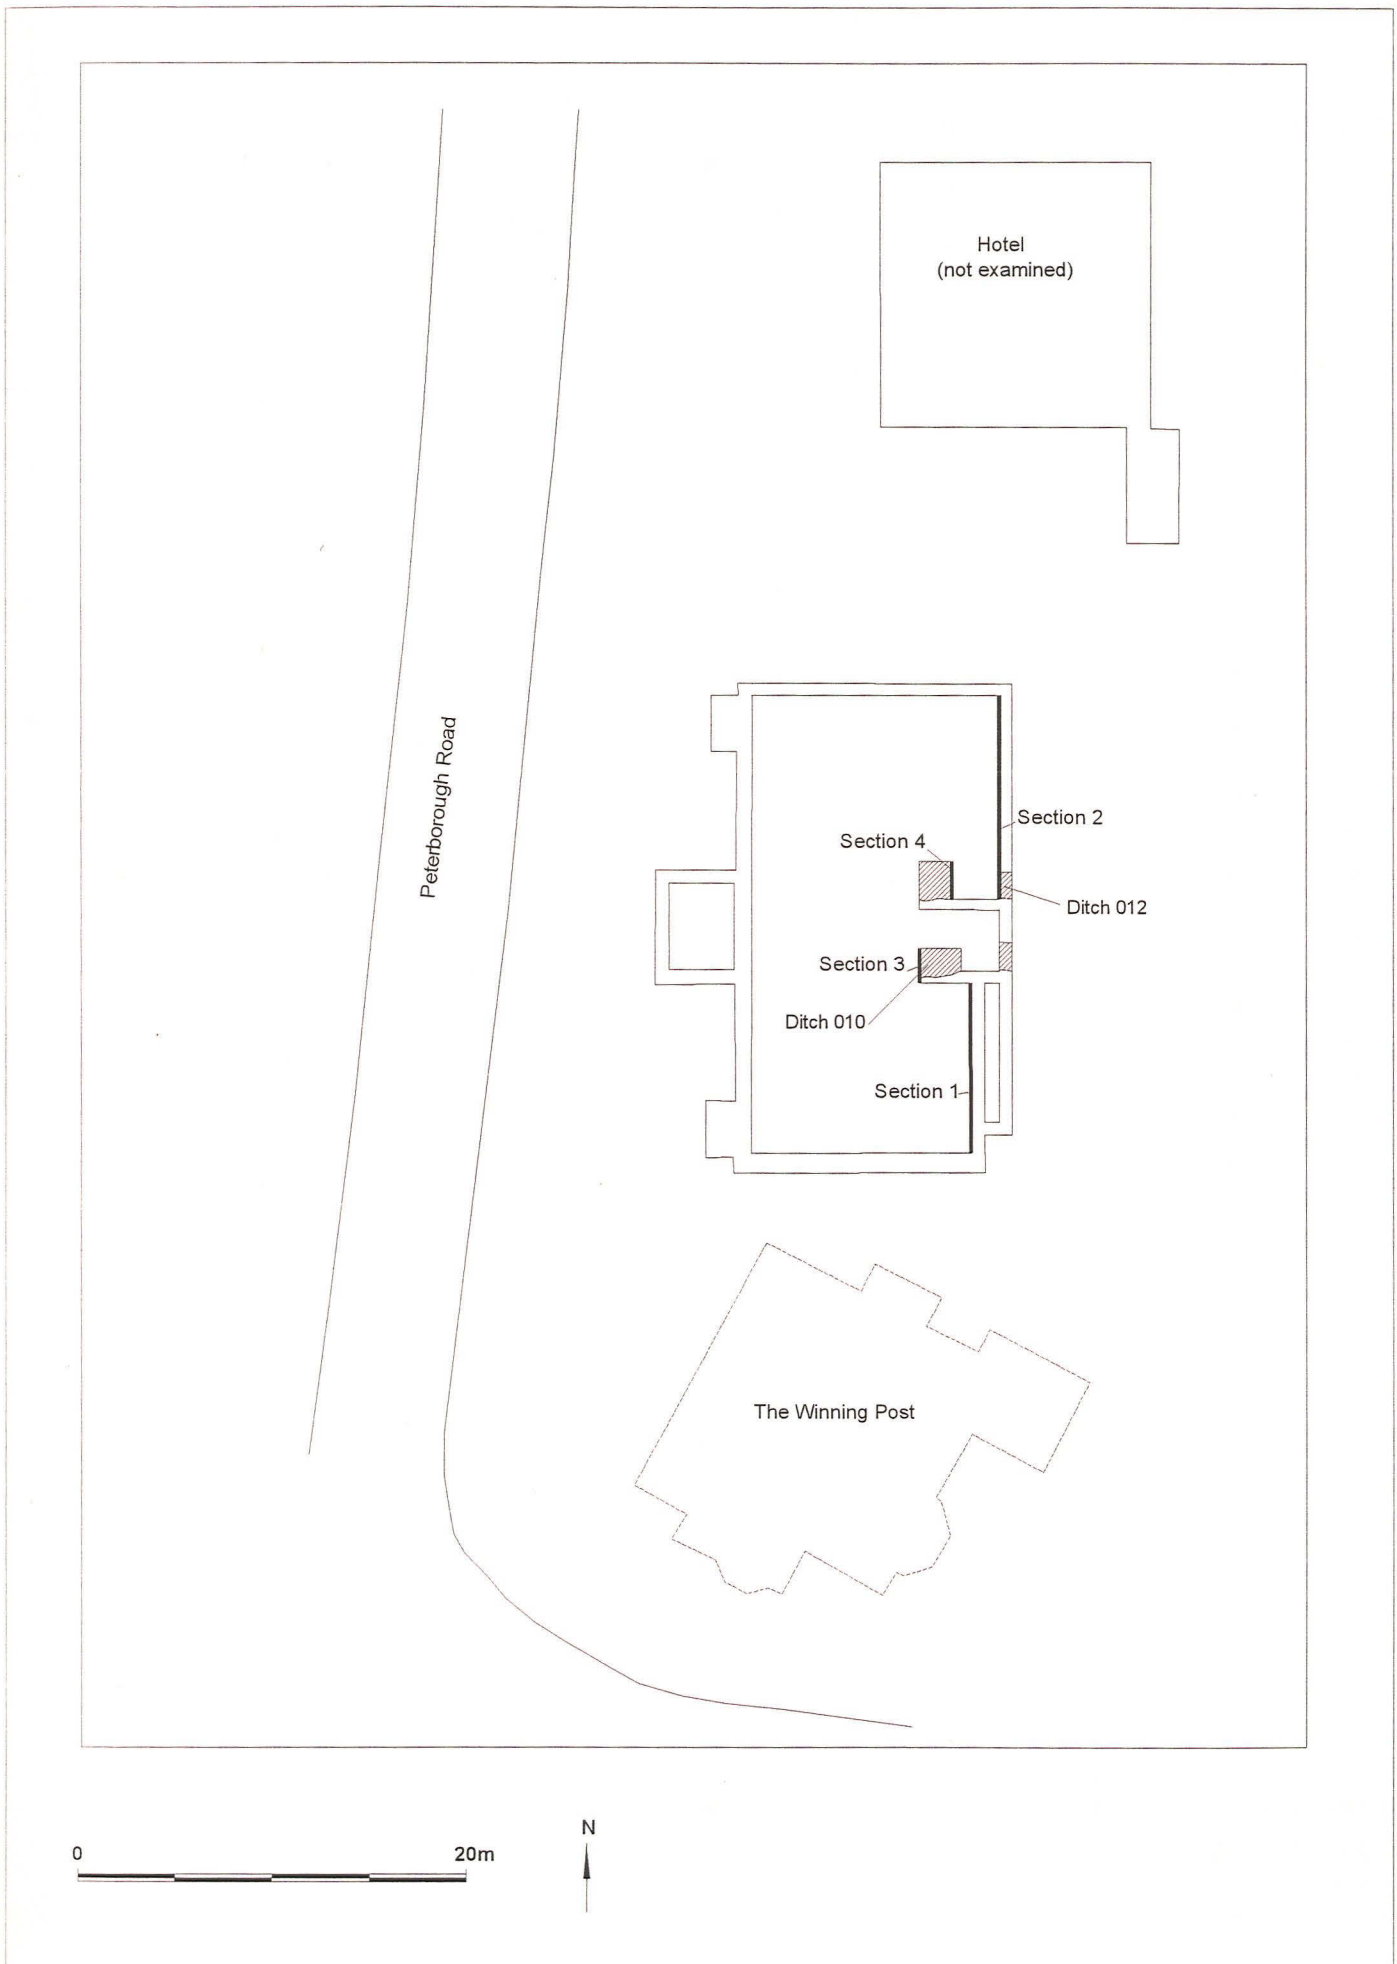 Hotel
(not examined)
Peterborough Road
Section 2
Section 4
Ditch 012
Section 3
Ditch 010
Section 1
The Winning Post
0
20m
N